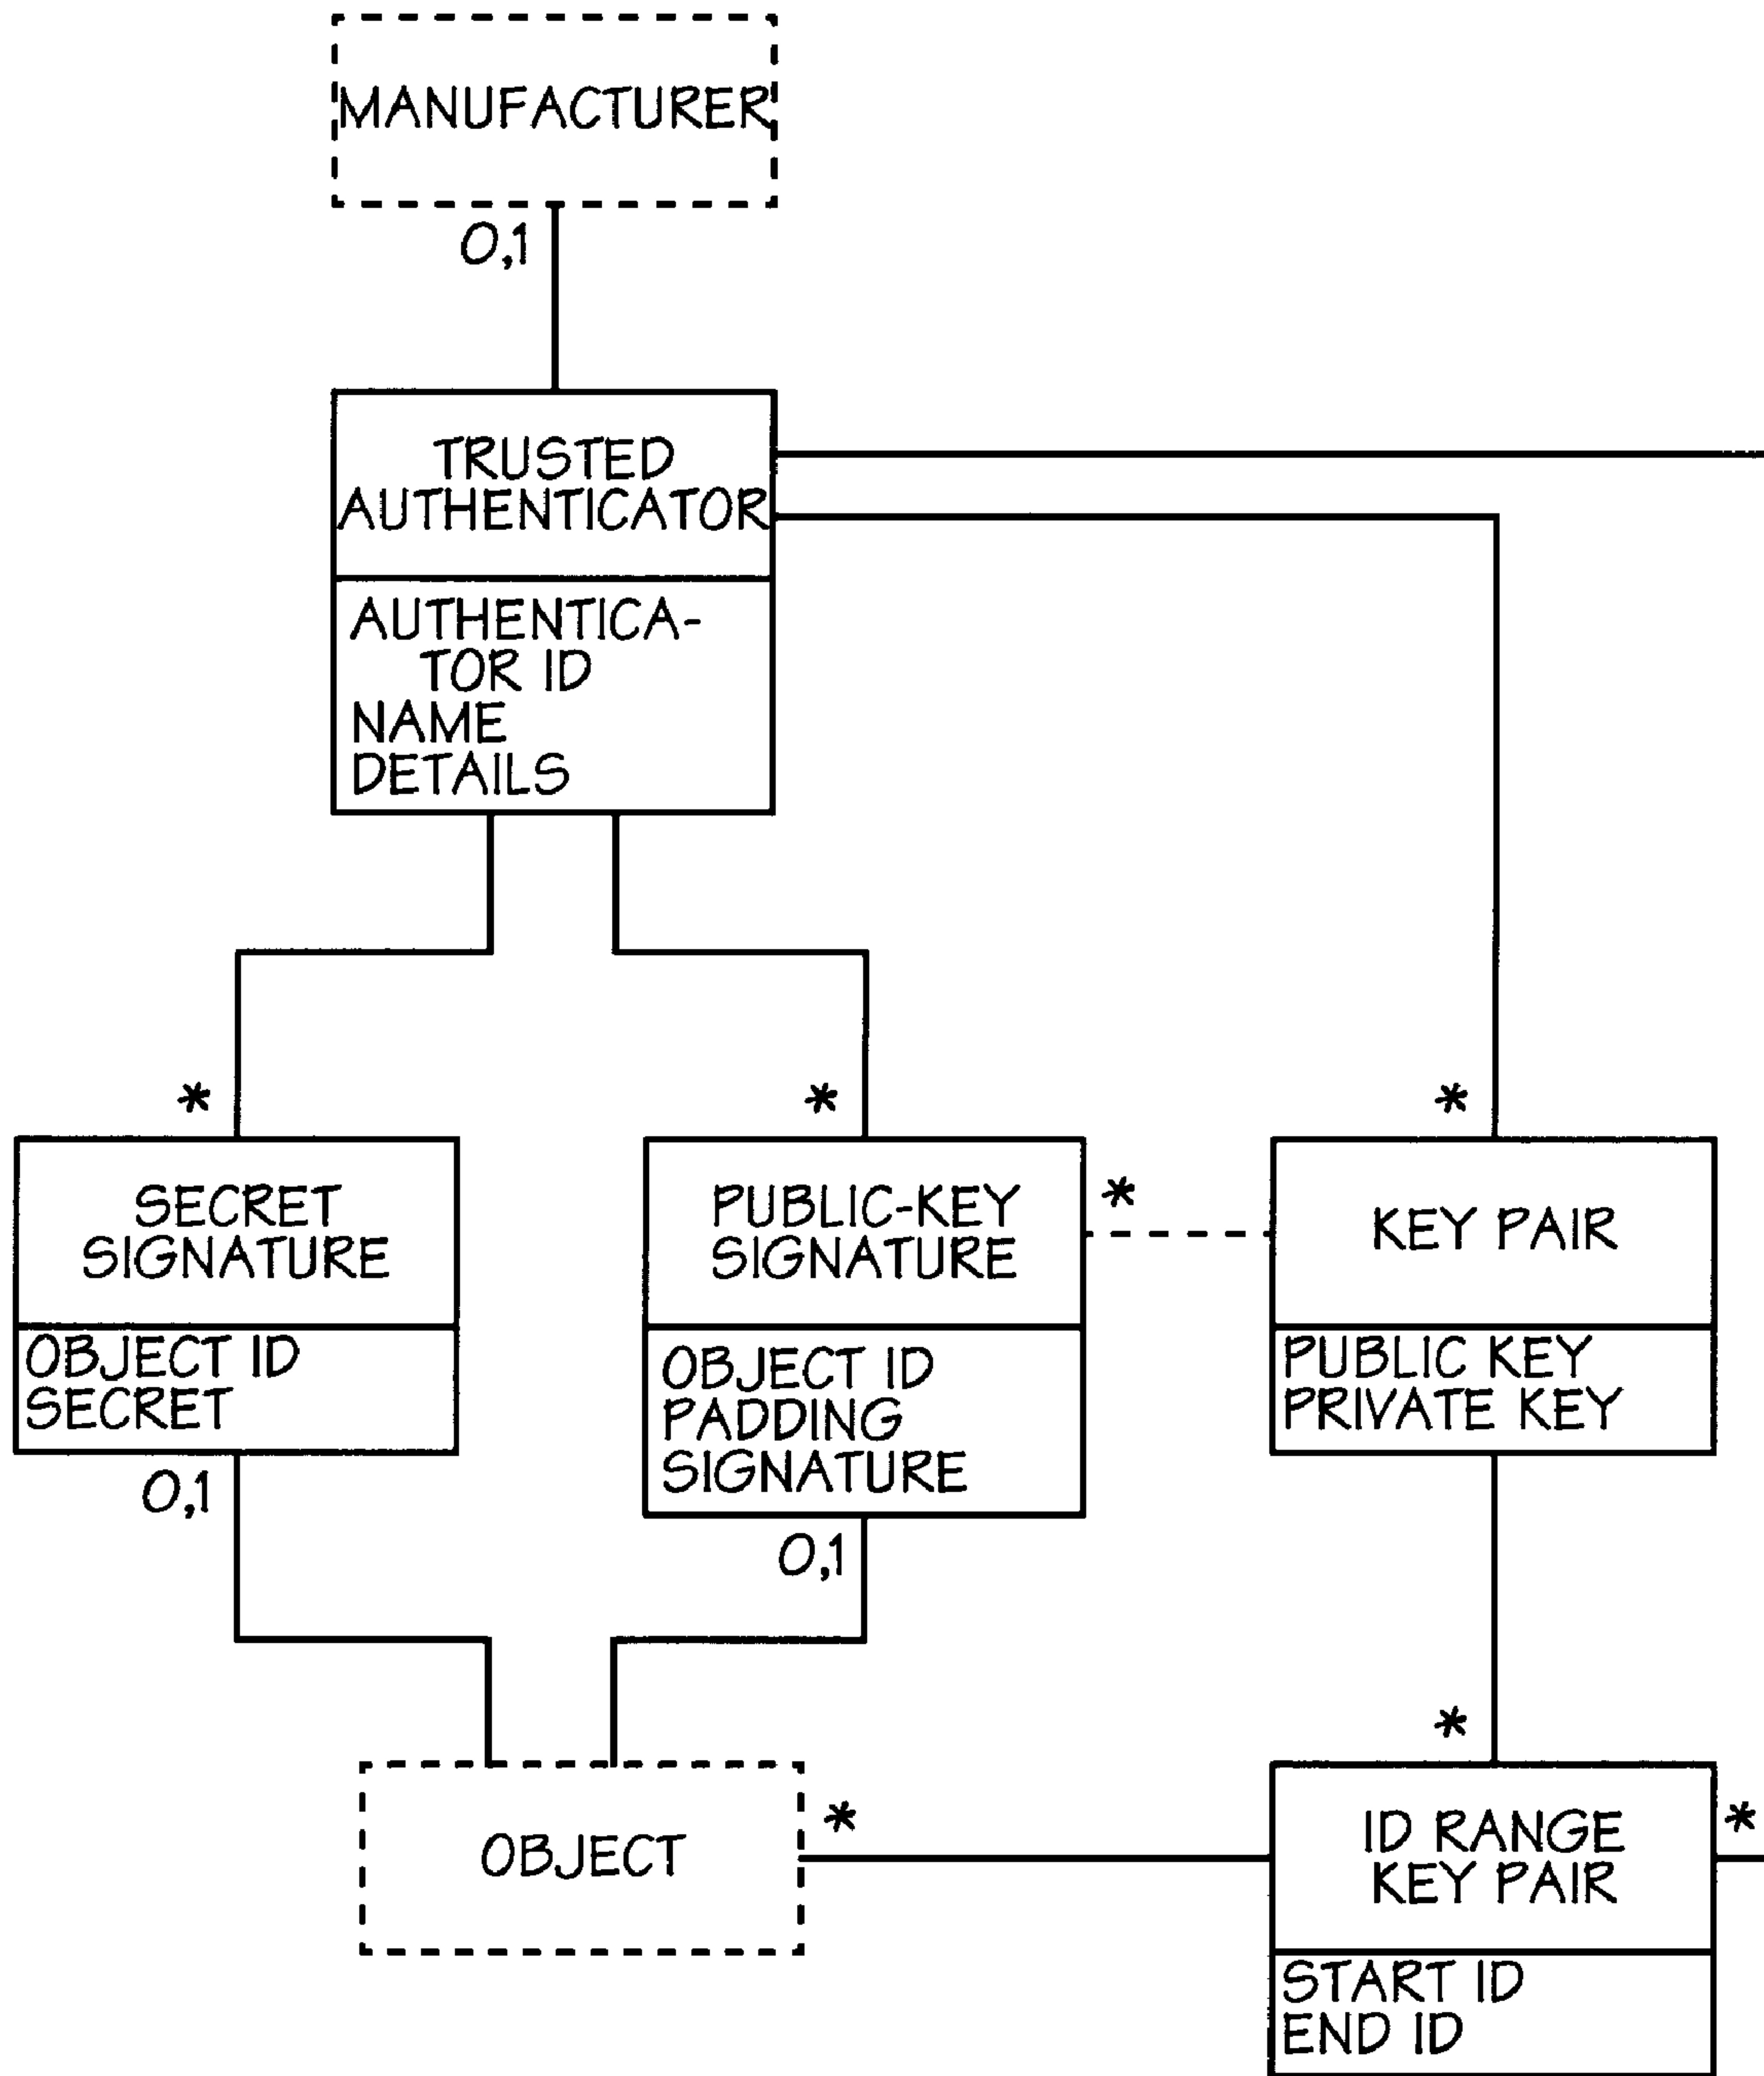 MANUFACTURER
0,1
TRUSTED
AUTHENTICATOR
AUTHENTICA-
TOR ID
NAME
DETAILS
*
*
*
SECRET
SIGNATURE
OBJECT ID
SECRET
0,1
PUBLIC-KEY
SIGNATURE
*
OBJECT ID
PADDING
SIGNATURE
0,1
KEY PAIR
PUBLIC KEY
PRIVATE KEY
*
OBJECT
*
ID RANGE
KEY PAIR
*
START ID
END ID